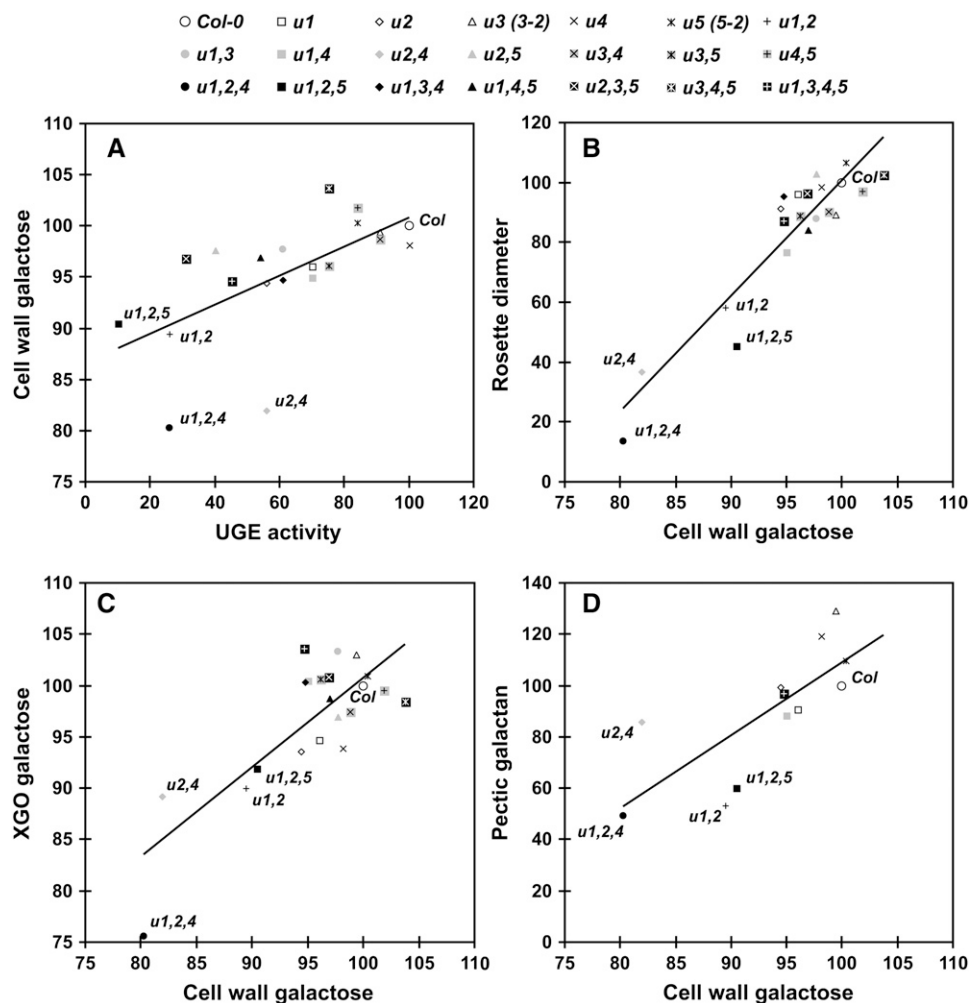 Col-0 u1 u2 u3 (3-2) u4 u5 (5-2) u1,2
u1,3 u1,4 u2,4 u2,5 u3,4 u3,5 u4,5
u1,2,4 u1,2,5 u1,3,4 u1,4,5 u2,3,5 u3,4,5 u1,3,4,5
A
Cell wall galactose
110
105
100
95
90
85
80
75
Col
u1,2,5
u1,2
u2,4
u1,2,4
0 20 40 60 80 100 120
UGE activity
B
Rosette diameter
120
100
80
60
40
20
0
Col
u1,2
u1,2,5
u2,4
u1,2,4
75 80 85 90 95 100 105 110
Cell wall galactose
C
XGO galactose
110
105
100
95
90
85
80
75
Col
u1,2,5
u2,4
u1,2
u1,2,4
75 80 85 90 95 100 105 110
Cell wall galactose
D
Pectic galactan
140
120
100
80
60
40
20
0
Col
u2,4
u1,2,5
u1,2,4
u1,2
75 80 85 90 95 100 105 110
Cell wall galactose